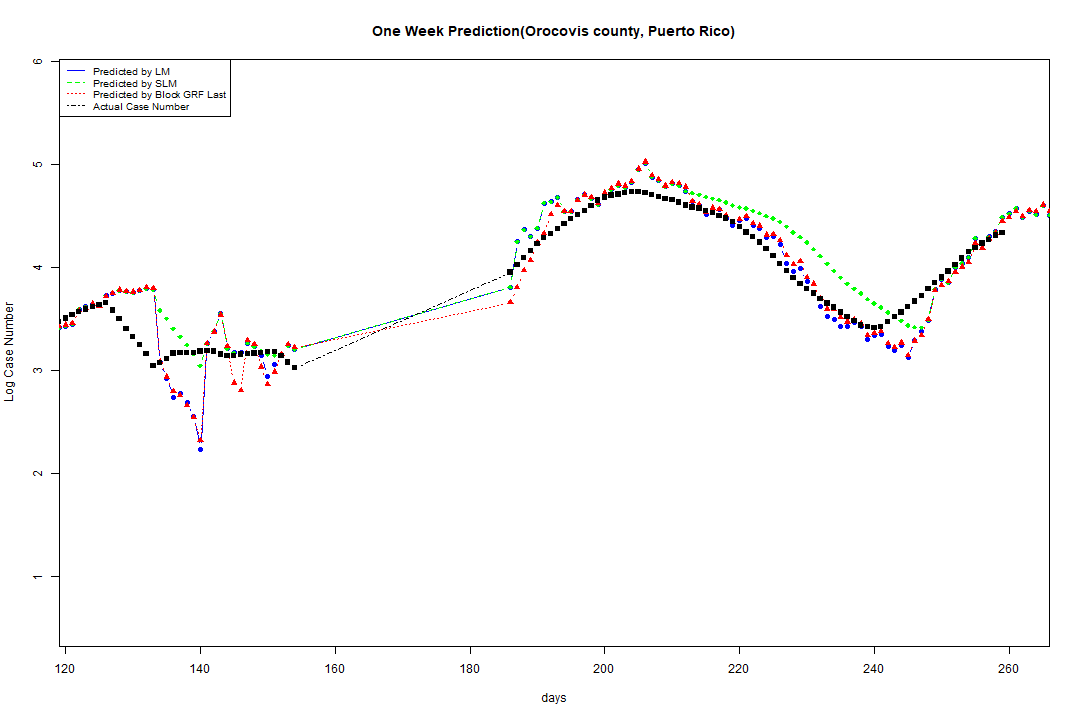 One Week Prediction(Orocovis county, Puerto Rico)
Predicted by LM
Predicted by SLM
Predicted by Block GRF Last
Actual Case Number
6
5
4
3
2
1
Log Case Number
120 140 160 180 200 220 240 260
days